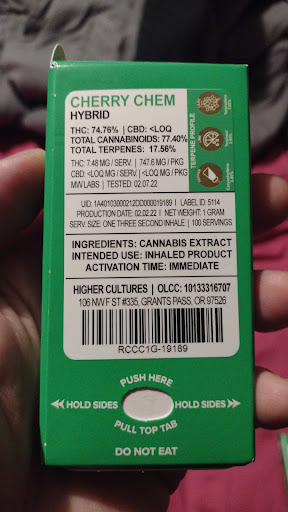 CHERRY CHEM
HYBRID
THC: 74.76% | CBD: <LOQ
TOTAL CANNABINOIDS: 77.40%
TOTAL TERPENES: 17.56%
THC: 7.48 MG / SERV. | 747.6 MG / PKG
CBD: <LOQ MG / SERV. | <LOQ MG / PKG
MW LABS | TESTED: 02.07.22
TERPENE PROFILE
UID: 1A40103000212DD000019189 | LABEL ID: 5114
PRODUCTION DATE: 02.02.22 | NET WEIGHT: 1 GRAM
SERV. SIZE: ONE THREE SECOND INHALE | 100 SERVINGS
INGREDIENTS: CANNABIS EXTRACT
INTENDED USE: INHALED PRODUCT
ACTIVATION TIME: IMMEDIATE
HIGHER CULTURES | OLCC: 10133316707
106 NW F ST #335, GRANTS PASS, OR 97526
RCCC1G-19189
PUSH HERE
HOLD SIDES
HOLD SIDES
PULL TOP TAB
DO NOT EAT